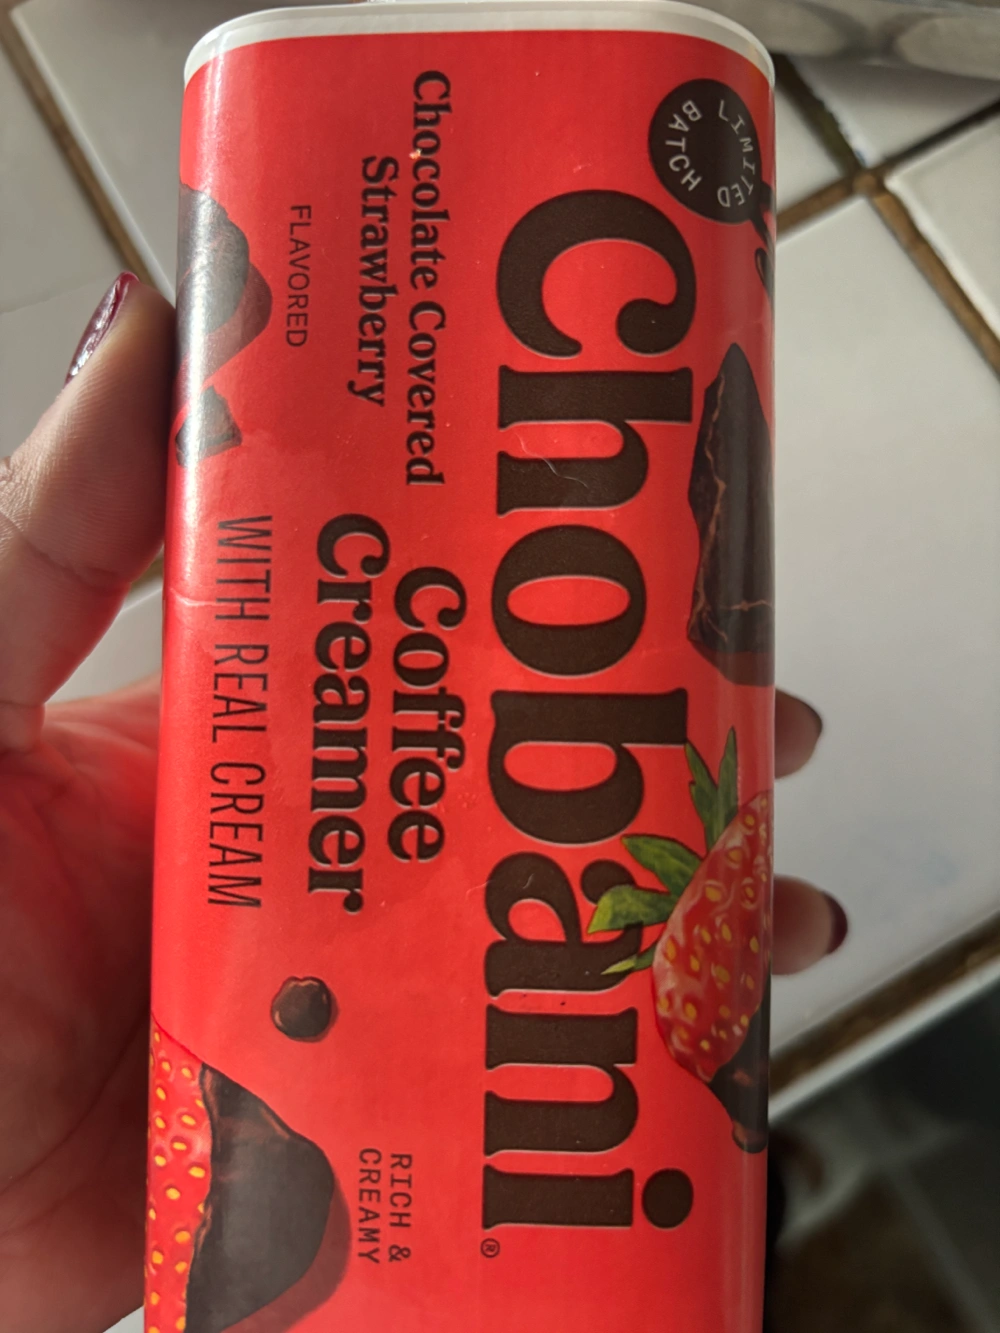 LIMITED
BATCH
Chobani®
Chocolate Covered
Strawberry
FLAVORED
Coffee
Creamer
WITH REAL CREAM
RICH &
CREAMY